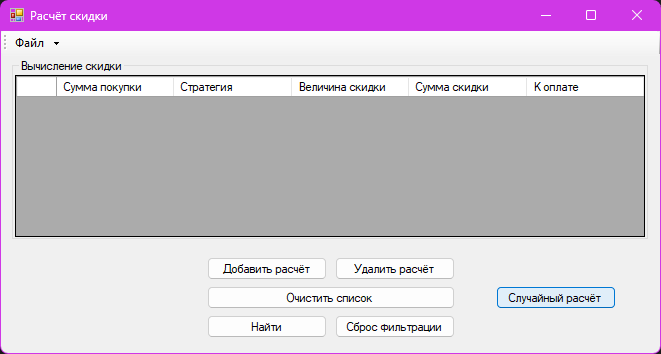 Расчёт скидки
Файл
Вычисление скидки
Сумма покупки Стратегия Величина скидки Сумма скидки К оплате
Добавить расчёт Удалить расчёт
Очистить список Случайный расчёт
Найти Сброс фильтрации